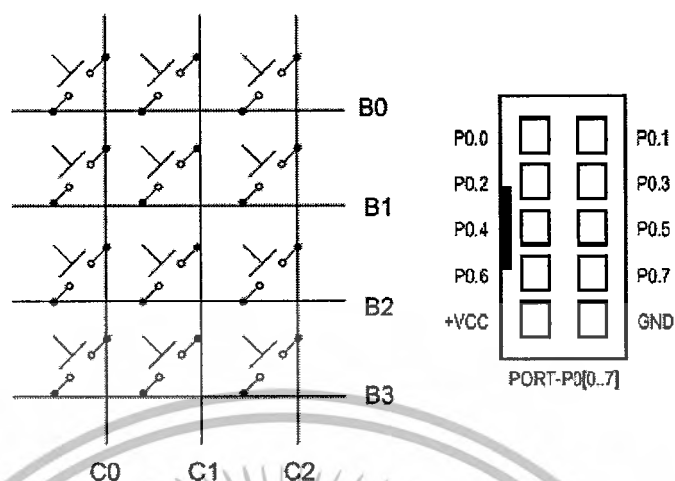 B0
B1
B2
B3
C0 C1 C2
P0.0 P0.1
P0.2 P0.3
P0.4 P0.5
P0.6 P0.7
+VCC GND
PORT-P0[0..7]